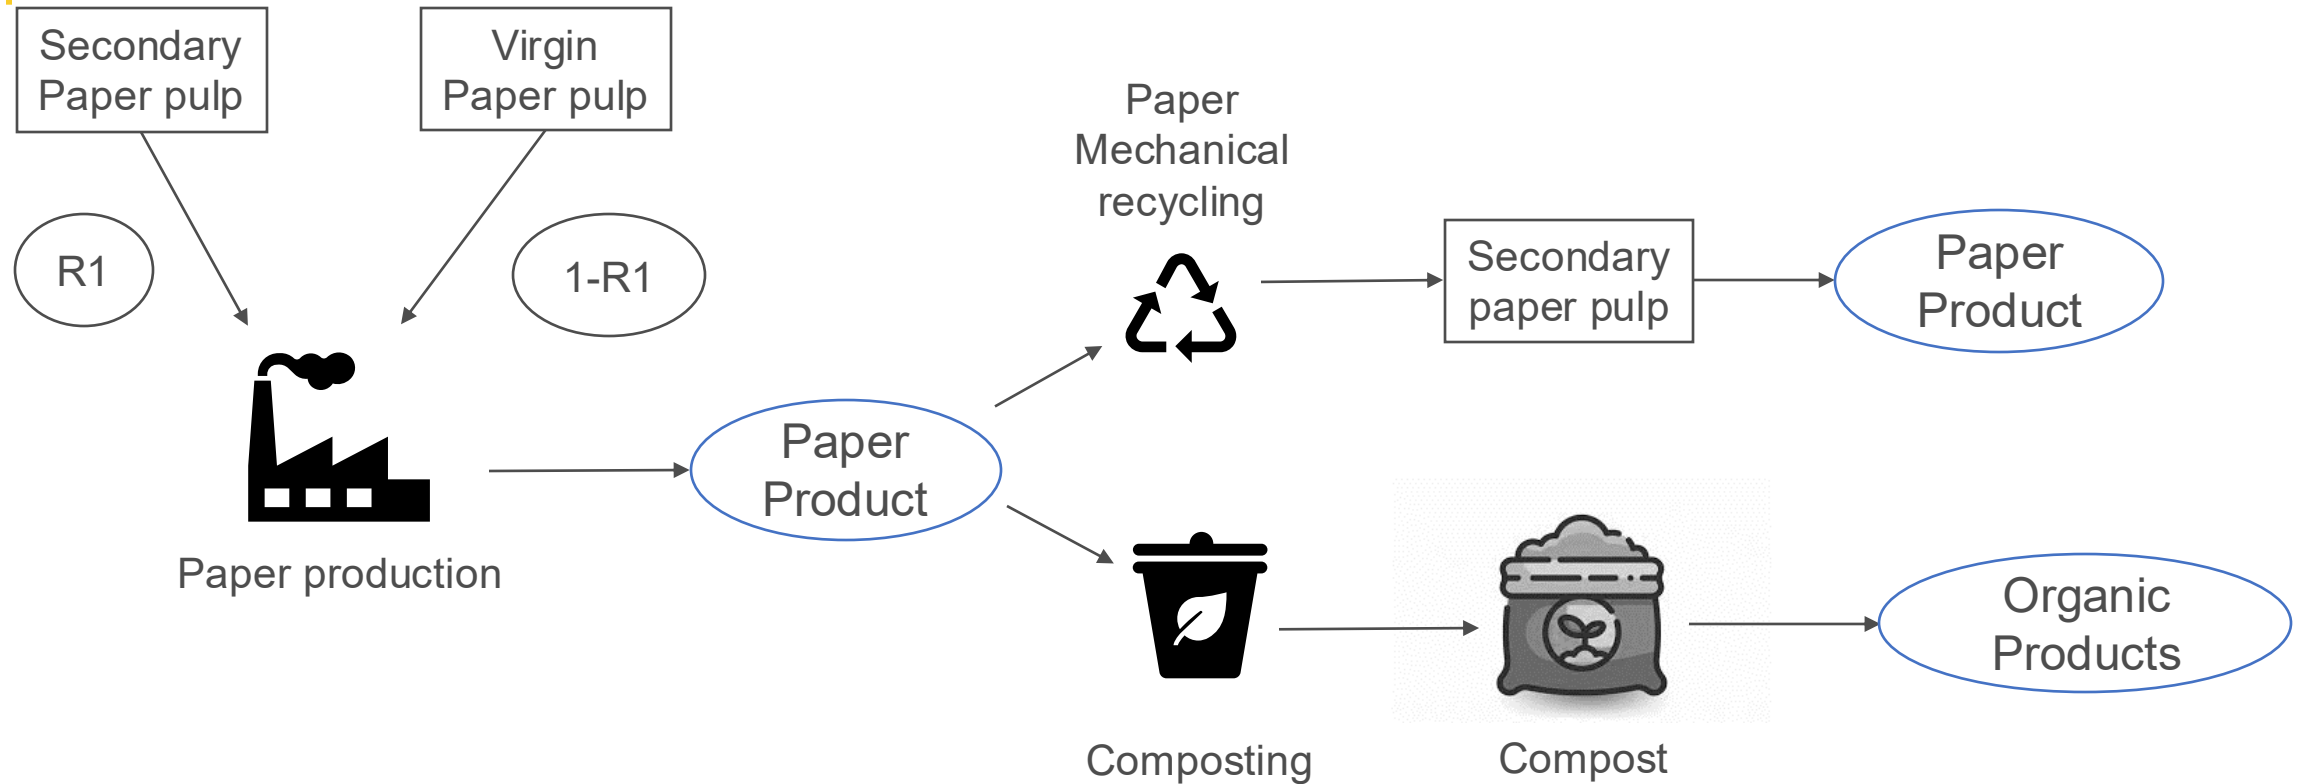 Secondary
Paper pulp
Virgin
Paper pulp
R1
1-R1
Paper production
Paper
Product
Paper
Mechanical
recycling
Secondary
paper pulp
Paper
Product
Composting
Compost
Organic
Products